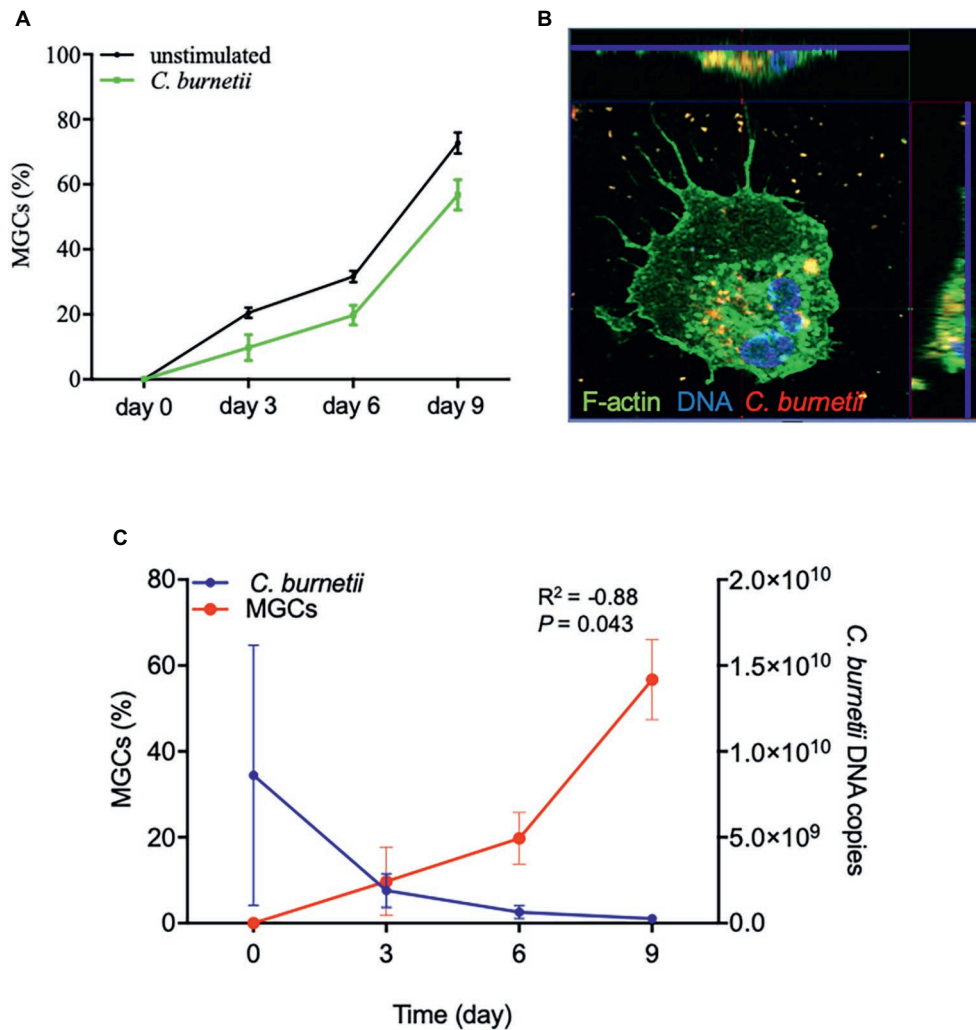 A
unstimulated
C. burnetii
MGCs (%)
100
80
60
40
20
0
day 0 day 3 day 6 day 9
B
F-actin DNA C. burnetii
C
C. burnetii
MGCs
R² = -0.88
P = 0.043
MGCs (%)
80
60
40
20
0
2.0×10¹⁰
1.5×10¹⁰
1.0×10¹⁰
5.0×10⁹
0.0
C. burnetii DNA copies
0 3 6 9
Time (day)